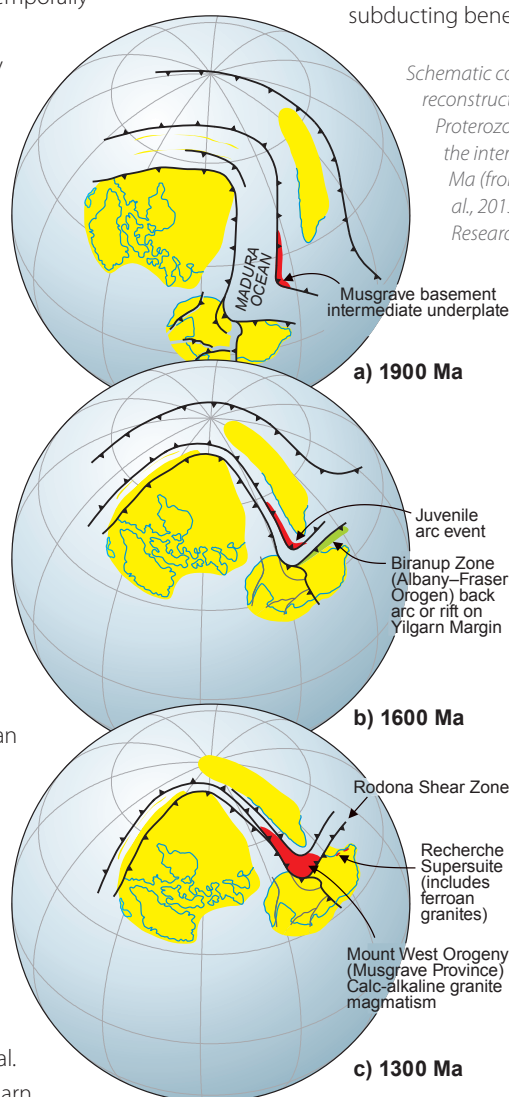 emporally
subducting bene
Schematic co
reconstruct
Proterozo
the inter
Ma (fron
al., 201
Researc
MADURA
OCEAN
Musgrave basement
intermediate underplate
a) 1900 Ma
Juvenile
arc event
Biranup Zone
(Albany–Fraser
Orogen) back
arc or rift on
Yilgarn Margin
b) 1600 Ma
an
Rodona Shear Zone
Recherche
Supersuite
(includes
ferroan
granites)
Mount West Orogeny
(Musgrave Province)
Calc-alkaline granite
magmatism
al.
arn
c) 1300 Ma